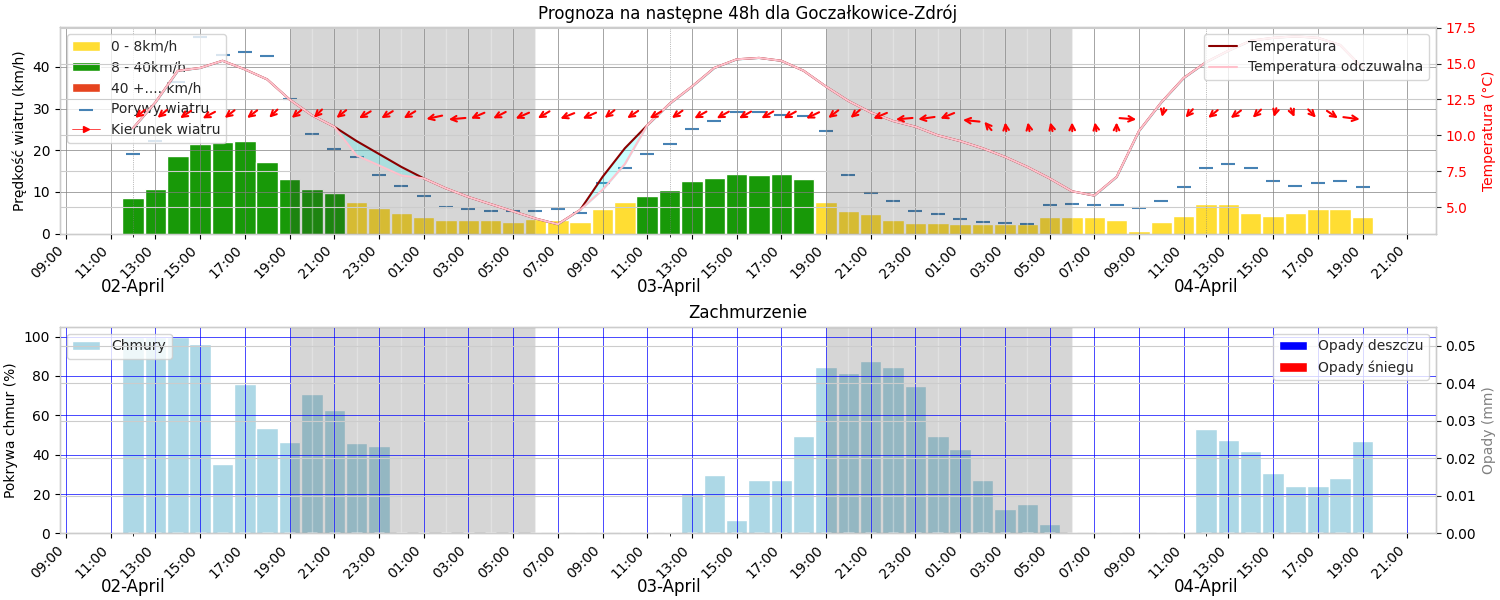 Prognoza na następne 48h dla Goczałkowice-Zdrój
Prędkość wiatru (km/h)
40
30
20
10
0
0 - 8km/h
8 - 40km/h
40 +.... km/h
Porywy wiatru
Kierunek wiatru
Temperatura
Temperatura odczuwalna
17.5
15.0
12.5
10.0
7.5
5.0
Temperatura (°C)
09:00 11:00 13:00 15:00 17:00 19:00 21:00 23:00 01:00 03:00 05:00 07:00 09:00 11:00 13:00 15:00 17:00 19:00 21:00 23:00 01:00 03:00 05:00 07:00 09:00 11:00 13:00 15:00 17:00 19:00 21:00
02-April 03-April 04-April
Zachmurzenie
Pokrywa chmur (%)
100
80
60
40
20
0
Chmury
Opady deszczu
Opady śniegu
0.05
0.04
0.03
0.02
0.01
0.00
Opady (mm)
09:00 11:00 13:00 15:00 17:00 19:00 21:00 23:00 01:00 03:00 05:00 07:00 09:00 11:00 13:00 15:00 17:00 19:00 21:00 23:00 01:00 03:00 05:00 07:00 09:00 11:00 13:00 15:00 17:00 19:00 21:00
02-April 03-April 04-April